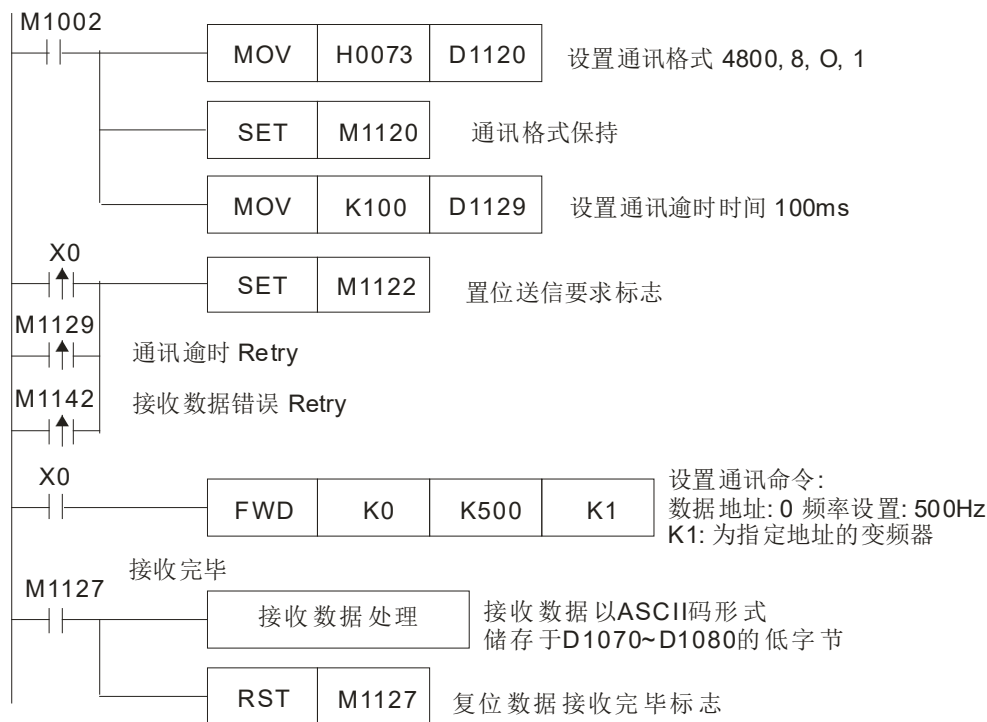 M1002
MOV H0073 D1120 设置通讯格式 4800, 8, O, 1
SET M1120 通讯格式保持
MOV K100 D1129 设置通讯逾时时间 100ms
X0
SET M1122 置位送信要求标志
M1129
通讯逾时 Retry
M1142
接收数据错误 Retry
X0
FWD K0 K500 K1
设置通讯命令:
数据地址: 0 频率设置: 500Hz
K1: 为指定地址的变频器
接收完毕
M1127
接收数据处理
接收数据以ASCII码形式
储存于D1070~D1080的低字节
RST M1127 复位数据接收完毕标志